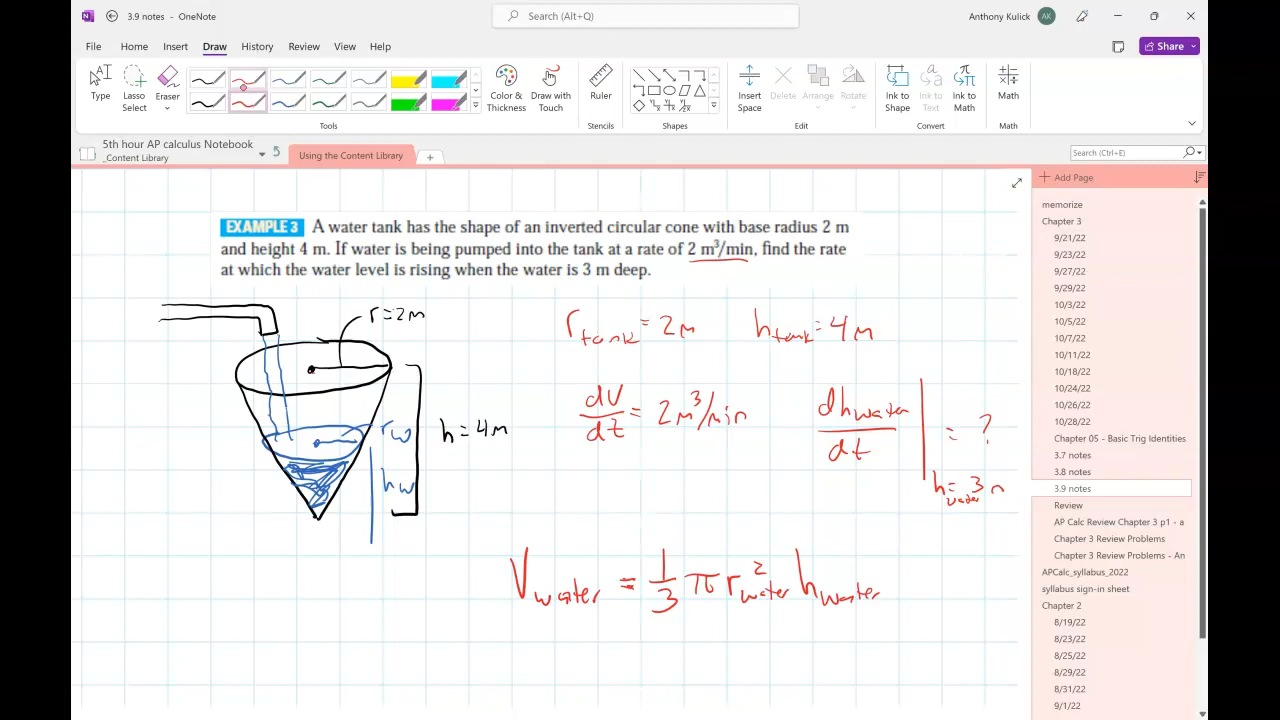 3.9 notes - OneNote
Search (Alt+Q)
Anthony Kulick
AK
File Home Insert Draw History Review View Help
Share
Type
Lasso Select
Eraser
Color & Thickness
Draw with Touch
Ruler
Insert Space
Delete
Arrange
Rotate
Ink to Shape
Ink to Text
Ink to Math
Math
Tools Stencils Shapes Edit Convert Math
5th hour AP calculus Notebook
_Content Library
Using the Content Library
+
Search (Ctrl+E)
EXAMPLE 3 A water tank has the shape of an inverted circular cone with base radius 2 m
and height 4 m. If water is being pumped into the tank at a rate of 2 m³/min, find the rate
at which the water level is rising when the water is 3 m deep.
r=2m
h=4m
rw
hw
r tank = 2m h tank = 4m
dV/dt = 2m³/min dh water/dt | h water = 3 m = ?
V water = 1/3 π r² water h water
Add Page
memorize
Chapter 3
9/21/22
9/23/22
9/27/22
9/29/22
10/3/22
10/5/22
10/7/22
10/11/22
10/18/22
10/24/22
10/26/22
10/28/22
Chapter 05 - Basic Trig Identities
3.7 notes
3.8 notes
3.9 notes
Review
AP Calc Review Chapter 3 p1 - a
Chapter 3 Review Problems
Chapter 3 Review Problems - An
APCalc_syllabus_2022
syllabus sign-in sheet
Chapter 2
8/19/22
8/23/22
8/25/22
8/29/22
8/31/22
9/1/22